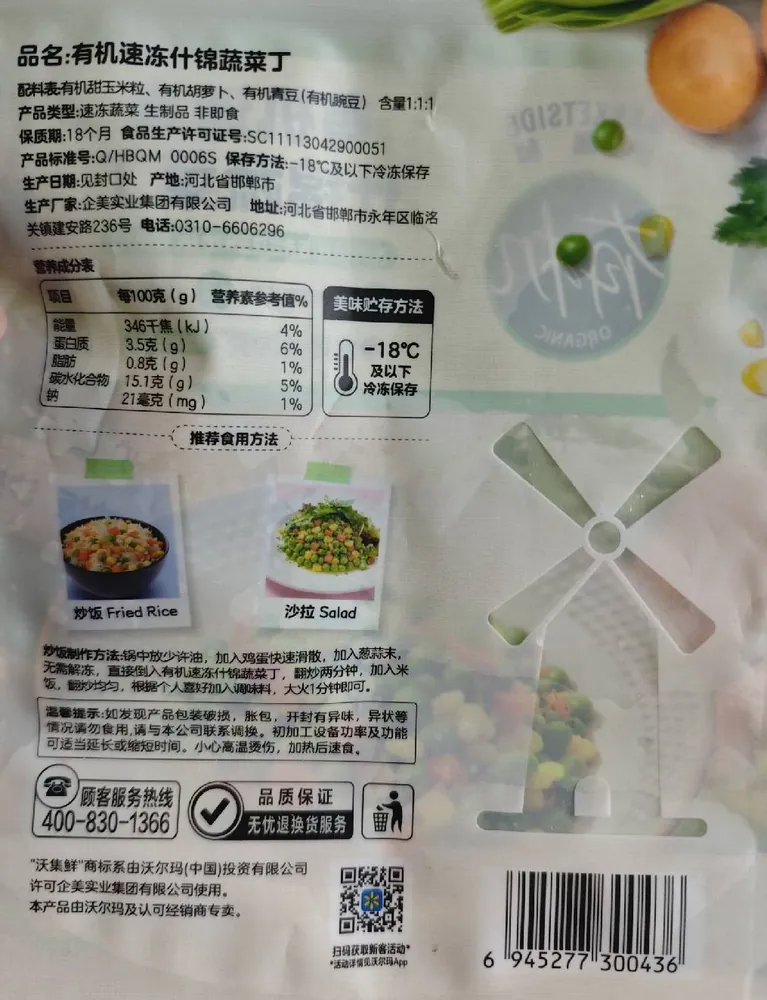 品名:有机速冻什锦蔬菜丁
配料表:有机甜玉米粒、有机胡萝卜、有机青豆(有机豌豆) 含量1:1:1
产品类型:速冻蔬菜 生制品 非即食
保质期:18个月 食品生产许可证号:SC11113042900051
产品标准号:Q/HBQM 0006S 保存方法:-18℃及以下冷冻保存
生产日期:见封口处 产地:河北省邯郸市
生产厂家:企美实业集团有限公司 地址:河北省邯郸市永年区临洺
关镇建安路236号 电话:0310-6606296
营养成分表
项目 每100克(g) 营养素参考值%
能量 346千焦(kJ) 4%
蛋白质 3.5克(g) 6%
脂肪 0.8克(g) 1%
碳水化合物 15.1克(g) 5%
钠 21毫克(mg) 1%
美味贮存方法
-18℃
及以下
冷冻保存
推荐食用方法
炒饭 Fried Rice
沙拉 Salad
炒饭制作方法:锅中放少许油，加入鸡蛋快速滑散，加入葱蒜末，
无需解冻，直接倒入有机速冻什锦蔬菜丁，翻炒两分钟，加入米
饭，翻炒均匀，根据个人喜好加入调味料，大火1分钟即可。
温馨提示:如发现产品包装破损，胀包，开封有异味，异状等
情况请勿食用,请与本公司联系调换。初加工设备功率及功能
可适当延长或缩短时间。小心高温烫伤，加热后速食。
顾客服务热线
400-830-1366
品质保证
无忧退换货服务
"沃集鲜"商标系由沃尔玛(中国)投资有限公司
许可企美实业集团有限公司使用。
本产品由沃尔玛及认可经销商专卖。
扫码获取新客活动*
*活动详情见沃尔玛App
6 945277 300436
有机
ORGANIC